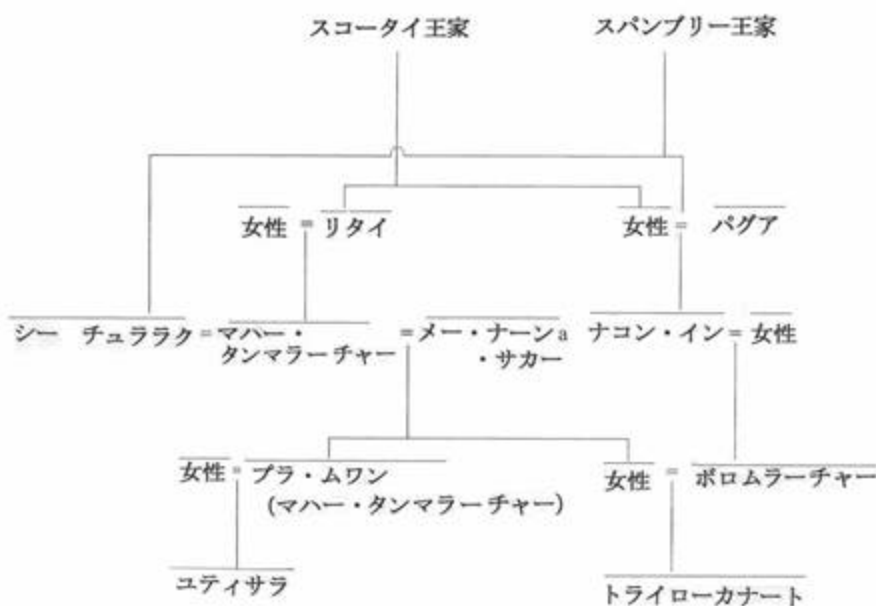 スコータイ王家 スパンブリー王家
女性 = リタイ 女性 = パグア
シー チュララク = マハー・タンマラーチャー = メー・ナーンa・サカー ナコン・イン = 女性
女性 = プラ・ムワン 女性 = ボロムラーチャー
(マハー・タンマラーチャー)
ユティサラ トライローカナート